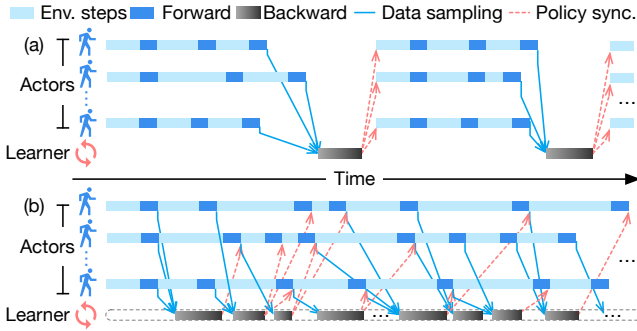 Env. steps Forward Backward Data sampling Policy sync.
(a)
Actors
...
Learner
...
Time
(b)
Actors
...
Learner
... ...